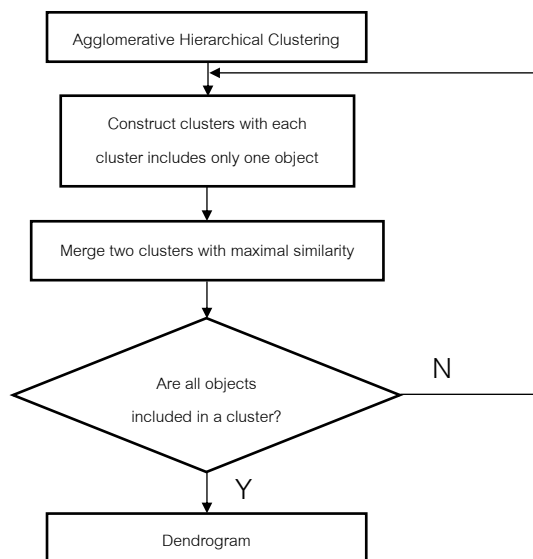 Agglomerative Hierarchical Clustering
Construct clusters with each
cluster includes only one object
Merge two clusters with maximal similarity
Are all objects
included in a cluster?
N
Y
Dendrogram